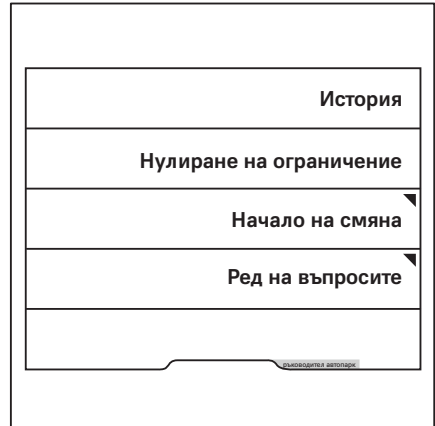 История
Нулиране на ограничение
Начало на смяна
Ред на въпросите
ръководител автопарк